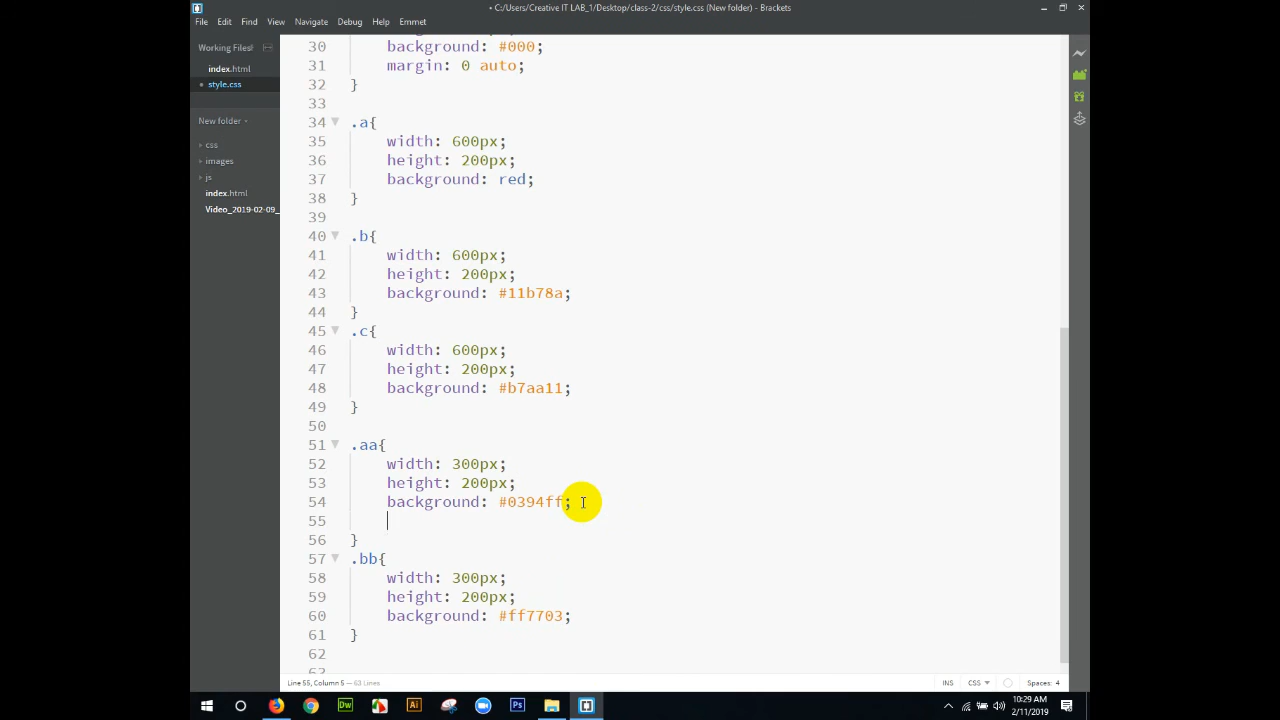 • C:/Users/Creative IT LAB_1/Desktop/class-2/css/style.css (New folder) - Brackets
File Edit Find View Navigate Debug Help Emmet
Working Files
index.html
style.css
New folder
css
images
js
index.html
Video_2019-02-09_
30 background: #000;
31 margin: 0 auto;
32 }
33
34 .a{
35 width: 600px;
36 height: 200px;
37 background: red;
38 }
39
40 .b{
41 width: 600px;
42 height: 200px;
43 background: #11b78a;
44 }
45 .c{
46 width: 600px;
47 height: 200px;
48 background: #b7aa11;
49 }
50
51 .aa{
52 width: 300px;
53 height: 200px;
54 background: #0394ff;
55
56 }
57 .bb{
58 width: 300px;
59 height: 200px;
60 background: #ff7703;
61 }
62
Line 55, Column 5 — 63 Lines
INS CSS Spaces: 4
Dw Ai Ps
10:29 AM
2/11/2019